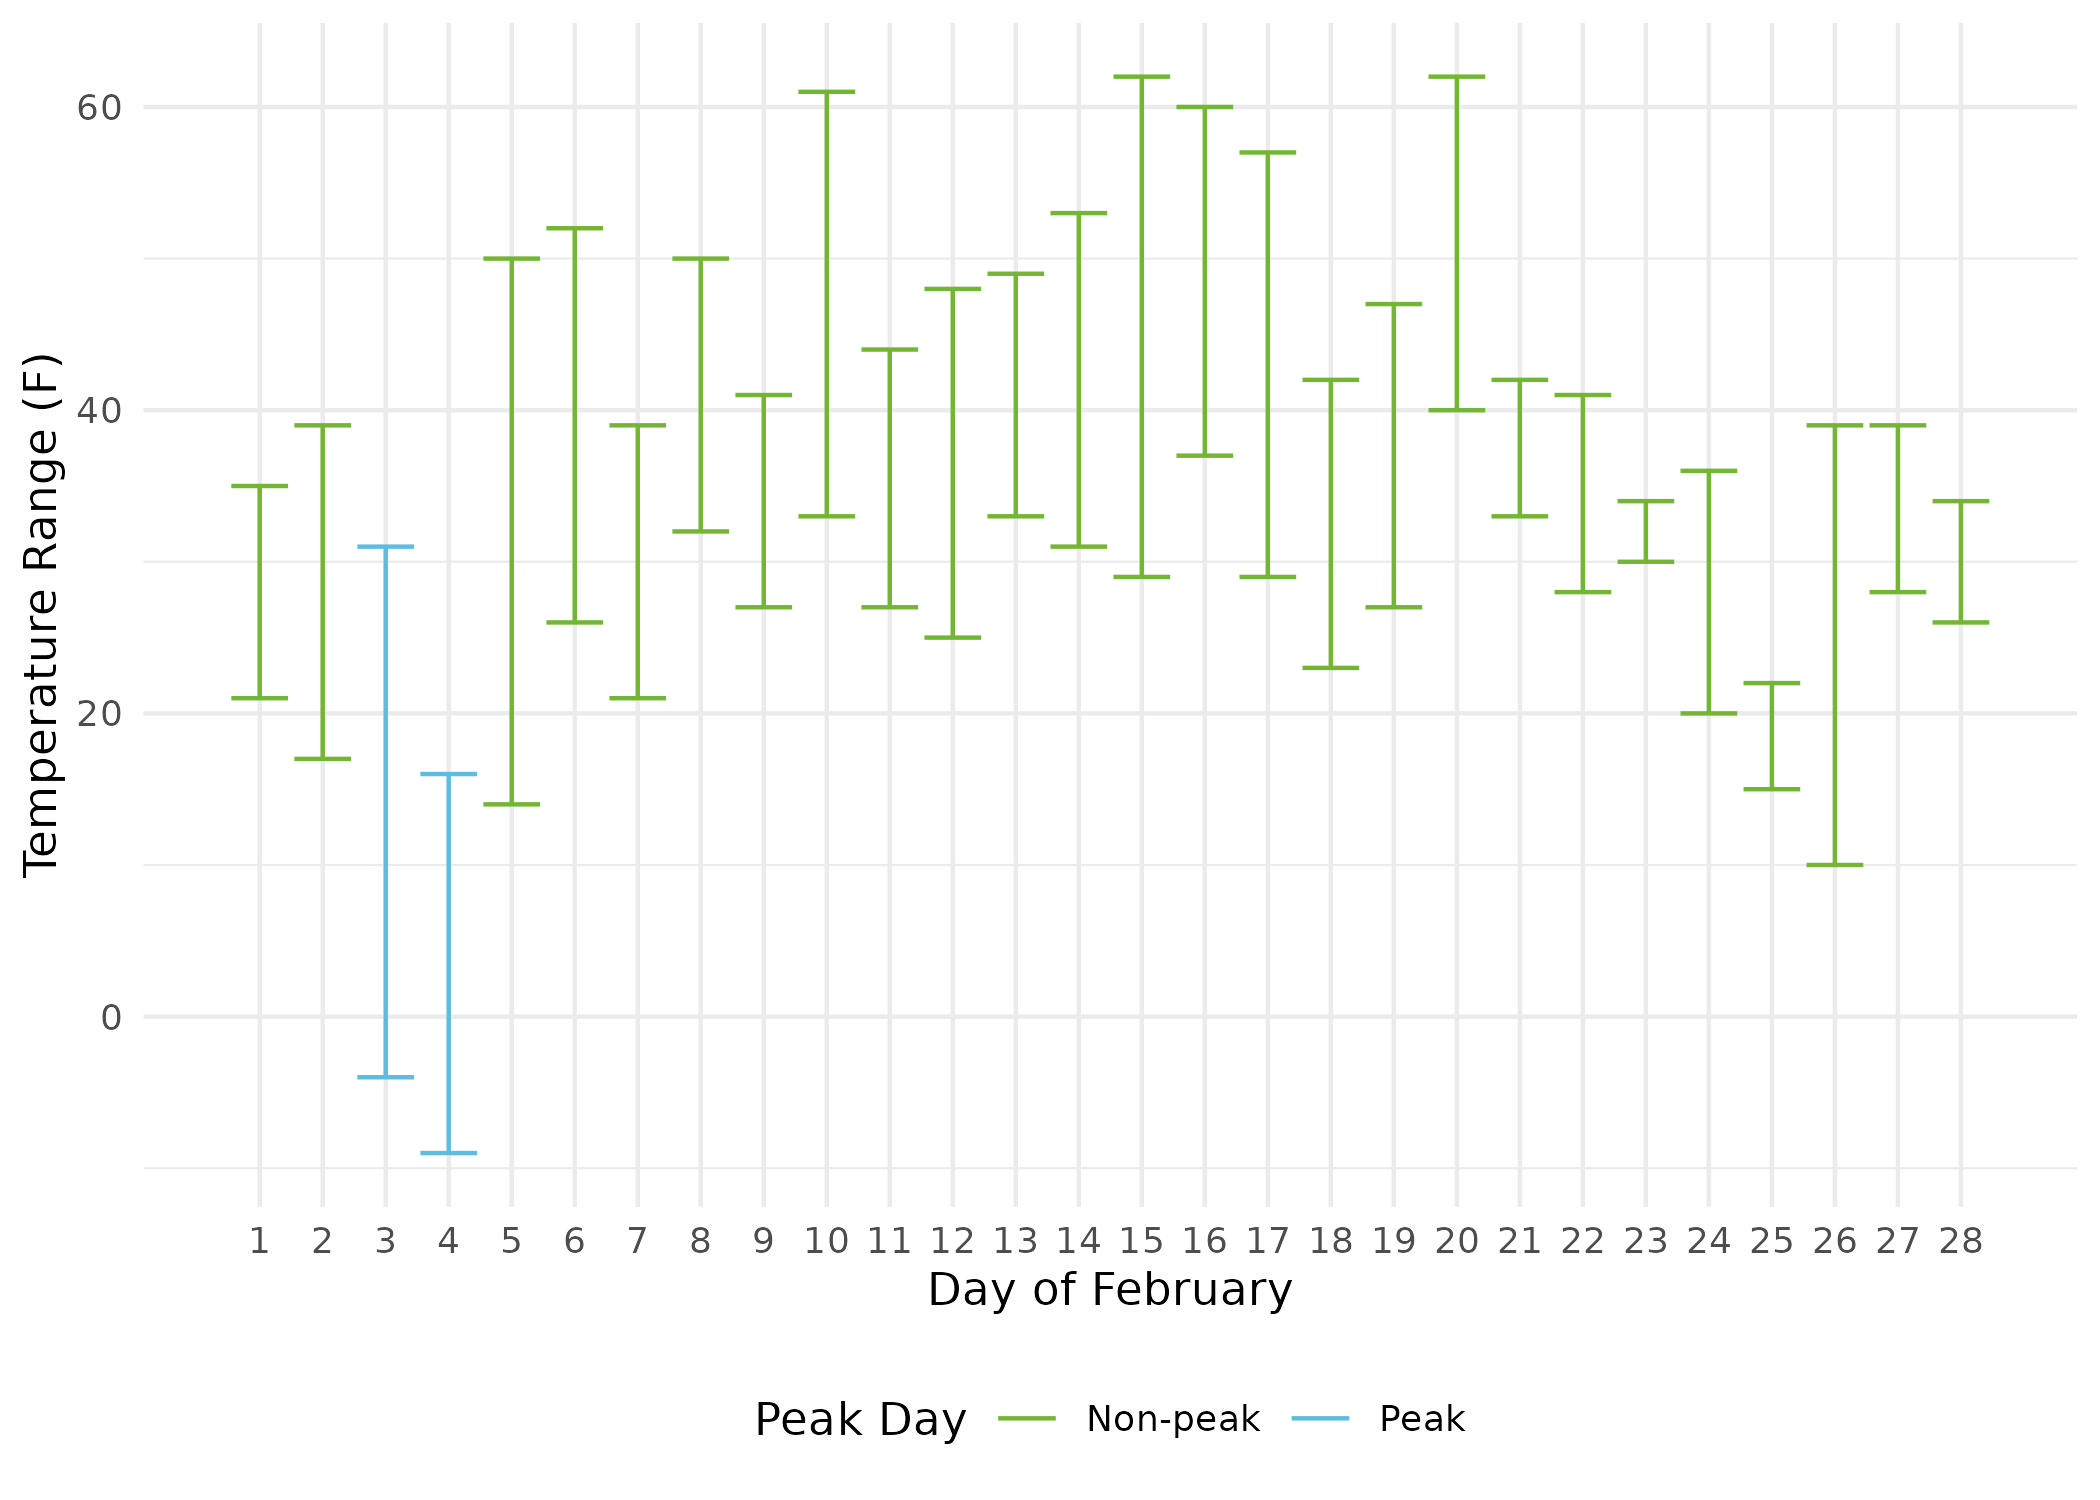 60
40
20
0
Temperature Range (F)
1 2 3 4 5 6 7 8 9 10 11 12 13 14 15 16 17 18 19 20 21 22 23 24 25 26 27 28
Day of February
Peak Day Non-peak Peak